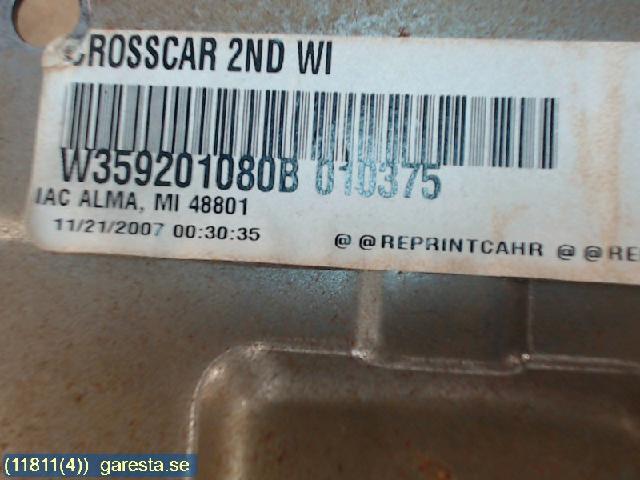 CROSSCAR 2ND WI
W359201080B 010375
IAC ALMA, MI 48801
11/21/2007 00:30:35 @ @REPRINTCAHR @ @RE
(11811(4)) garesta.se